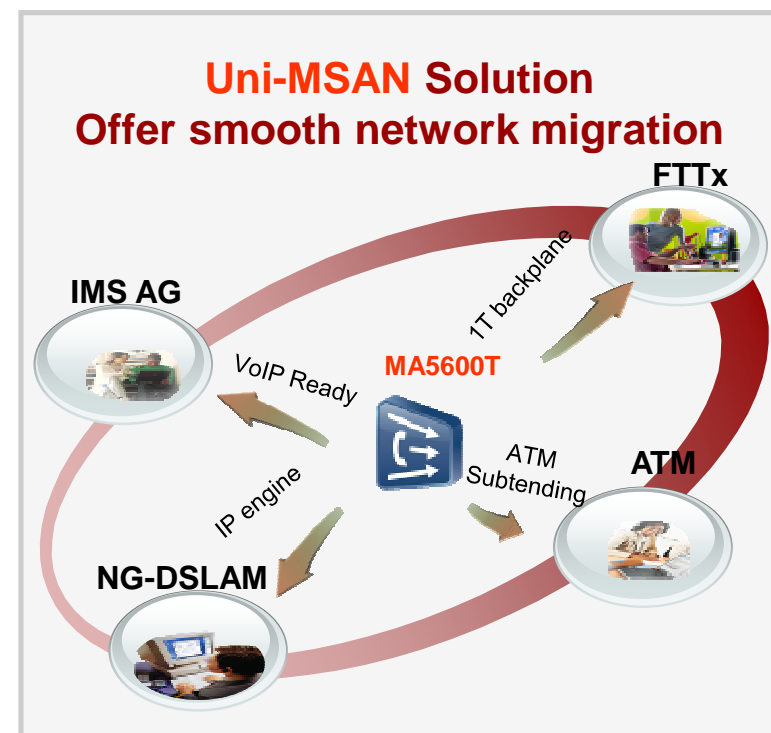 Uni-MSAN Solution
Offer smooth network migration
FTTx
1T backplane
IMS AG
VoIP Ready
MA5600T
ATM
Subtending
ATM
IP engine
NG-DSLAM